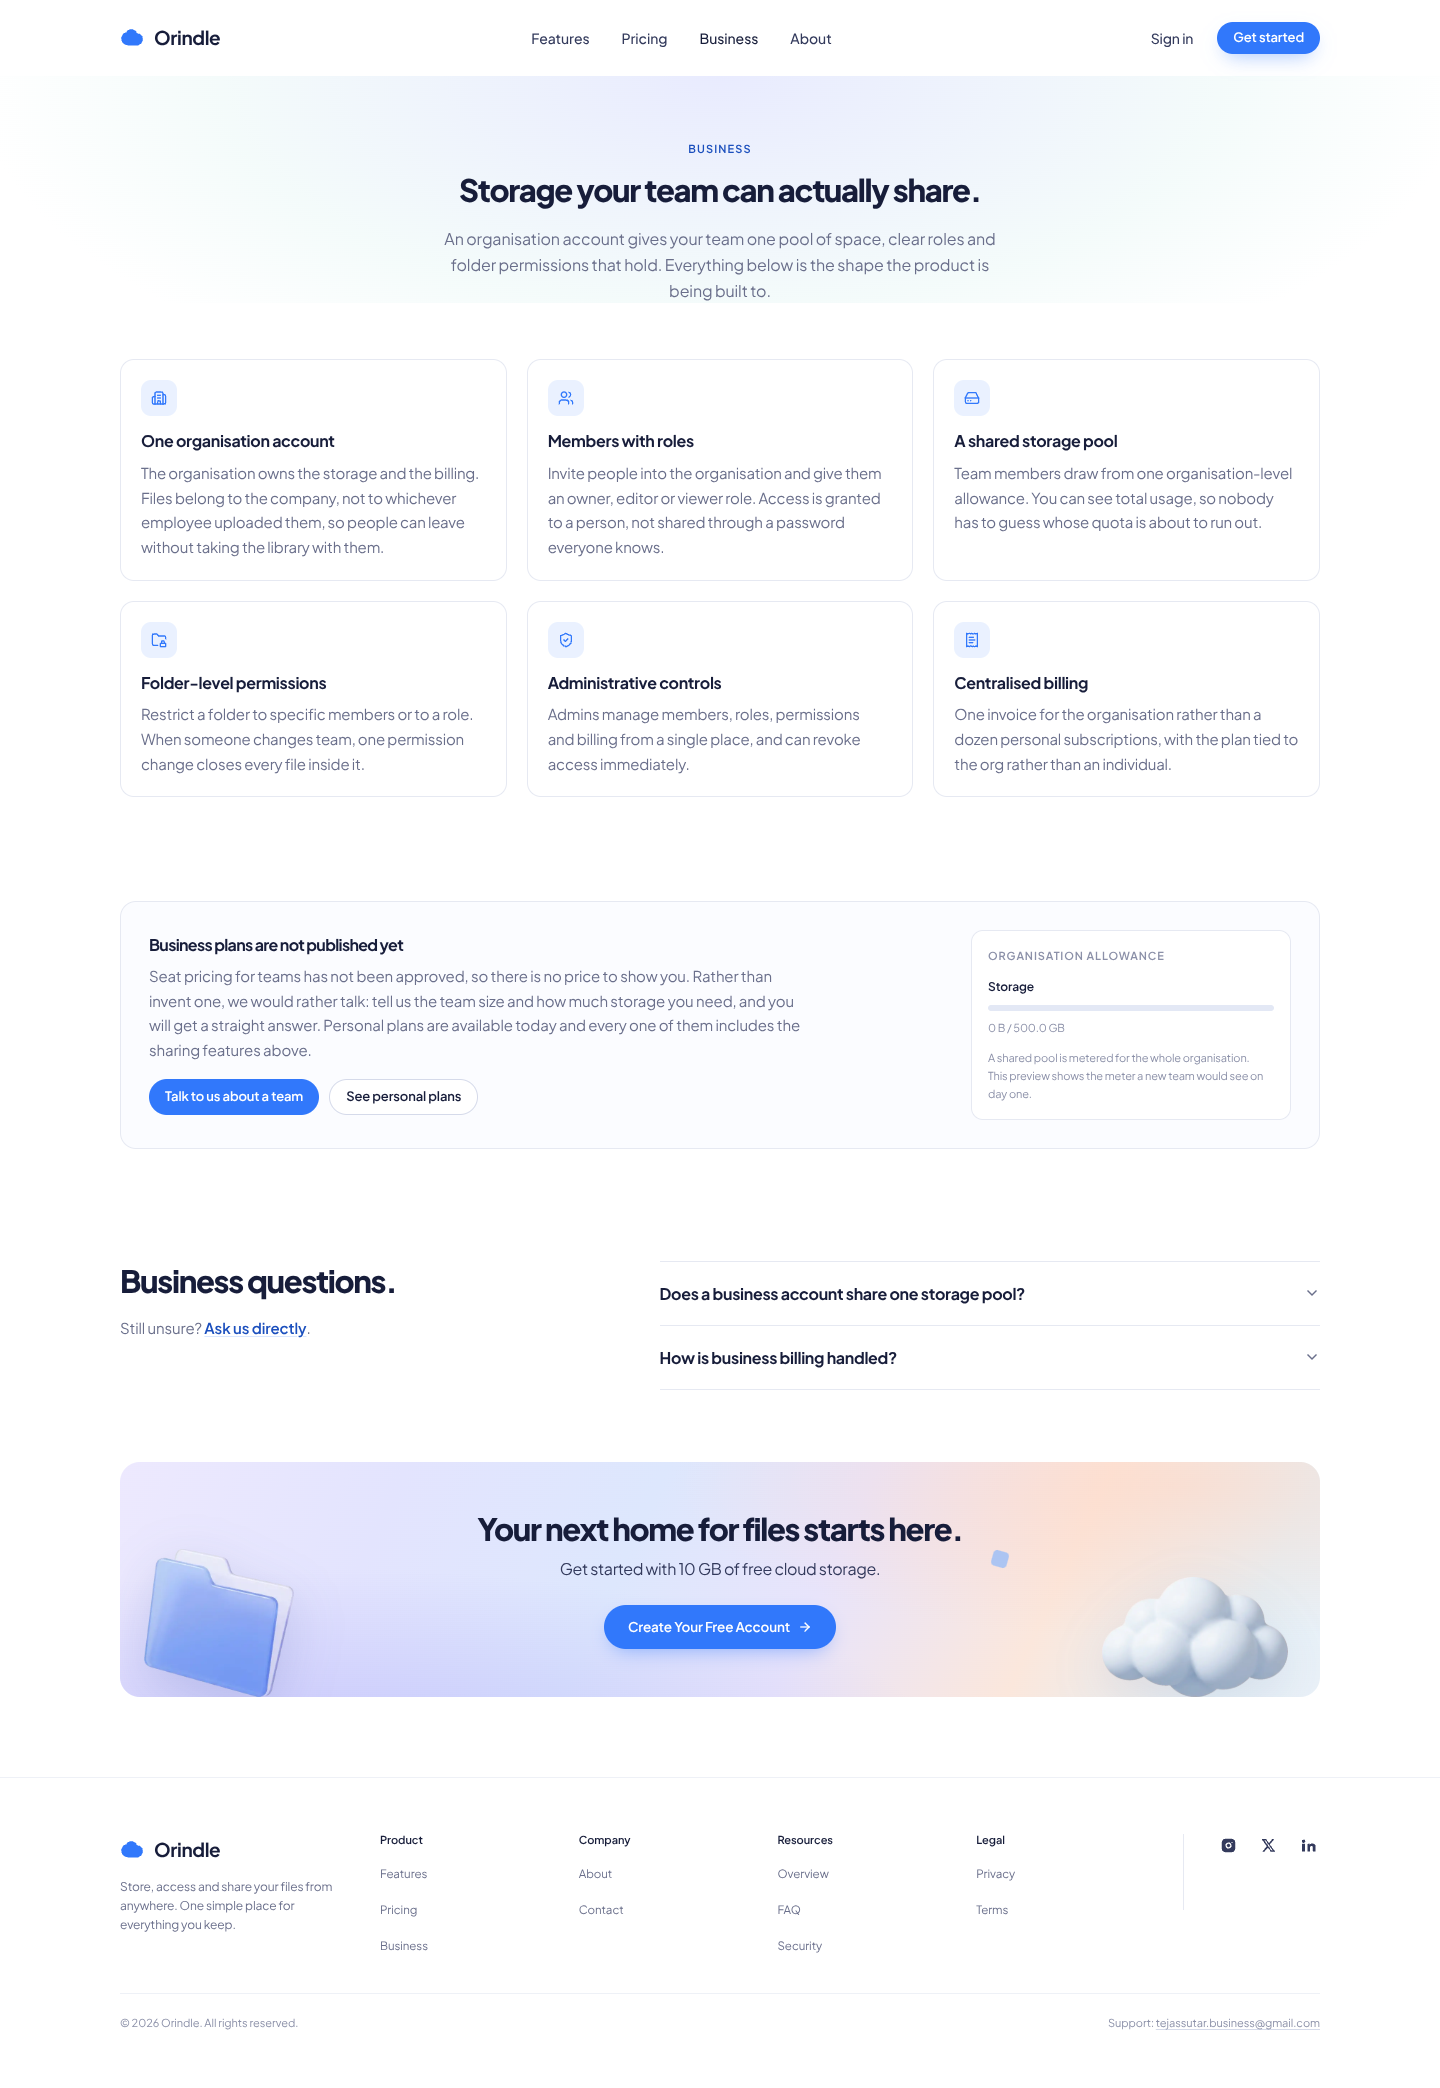 Orindle
Features
Pricing
Business
About
Sign in
Get started
BUSINESS
Storage your team can actually share.
An organisation account gives your team one pool of space, clear roles and
folder permissions that hold. Everything below is the shape the product is
being built to.
One organisation account
The organisation owns the storage and the billing.
Files belong to the company, not to whichever
employee uploaded them, so people can leave
without taking the library with them.
Members with roles
Invite people into the organisation and give them
an owner, editor or viewer role. Access is granted
to a person, not shared through a password
everyone knows.
A shared storage pool
Team members draw from one organisation-level
allowance. You can see total usage, so nobody
has to guess whose quota is about to run out.
Folder-level permissions
Restrict a folder to specific members or to a role.
When someone changes team, one permission
change closes every file inside it.
Administrative controls
Admins manage members, roles, permissions
and billing from a single place, and can revoke
access immediately.
Centralised billing
One invoice for the organisation rather than a
dozen personal subscriptions, with the plan tied to
the org rather than an individual.
Business plans are not published yet
Seat pricing for teams has not been approved, so there is no price to show you. Rather than
invent one, we would rather talk: tell us the team size and how much storage you need, and you
will get a straight answer. Personal plans are available today and every one of them includes the
sharing features above.
Talk to us about a team
See personal plans
ORGANISATION ALLOWANCE
Storage
0 B / 500.0 GB
A shared pool is metered for the whole organisation.
This preview shows the meter a new team would see on
day one.
Business questions.
Still unsure? Ask us directly.
Does a business account share one storage pool?
How is business billing handled?
Your next home for files starts here.
Get started with 10 GB of free cloud storage.
Create Your Free Account
Orindle
Store, access and share your files from
anywhere. One simple place for
everything you keep.
Product
Features
Pricing
Business
Company
About
Contact
Resources
Overview
FAQ
Security
Legal
Privacy
Terms
© 2026 Orindle. All rights reserved.
Support: tejassutar.business@gmail.com